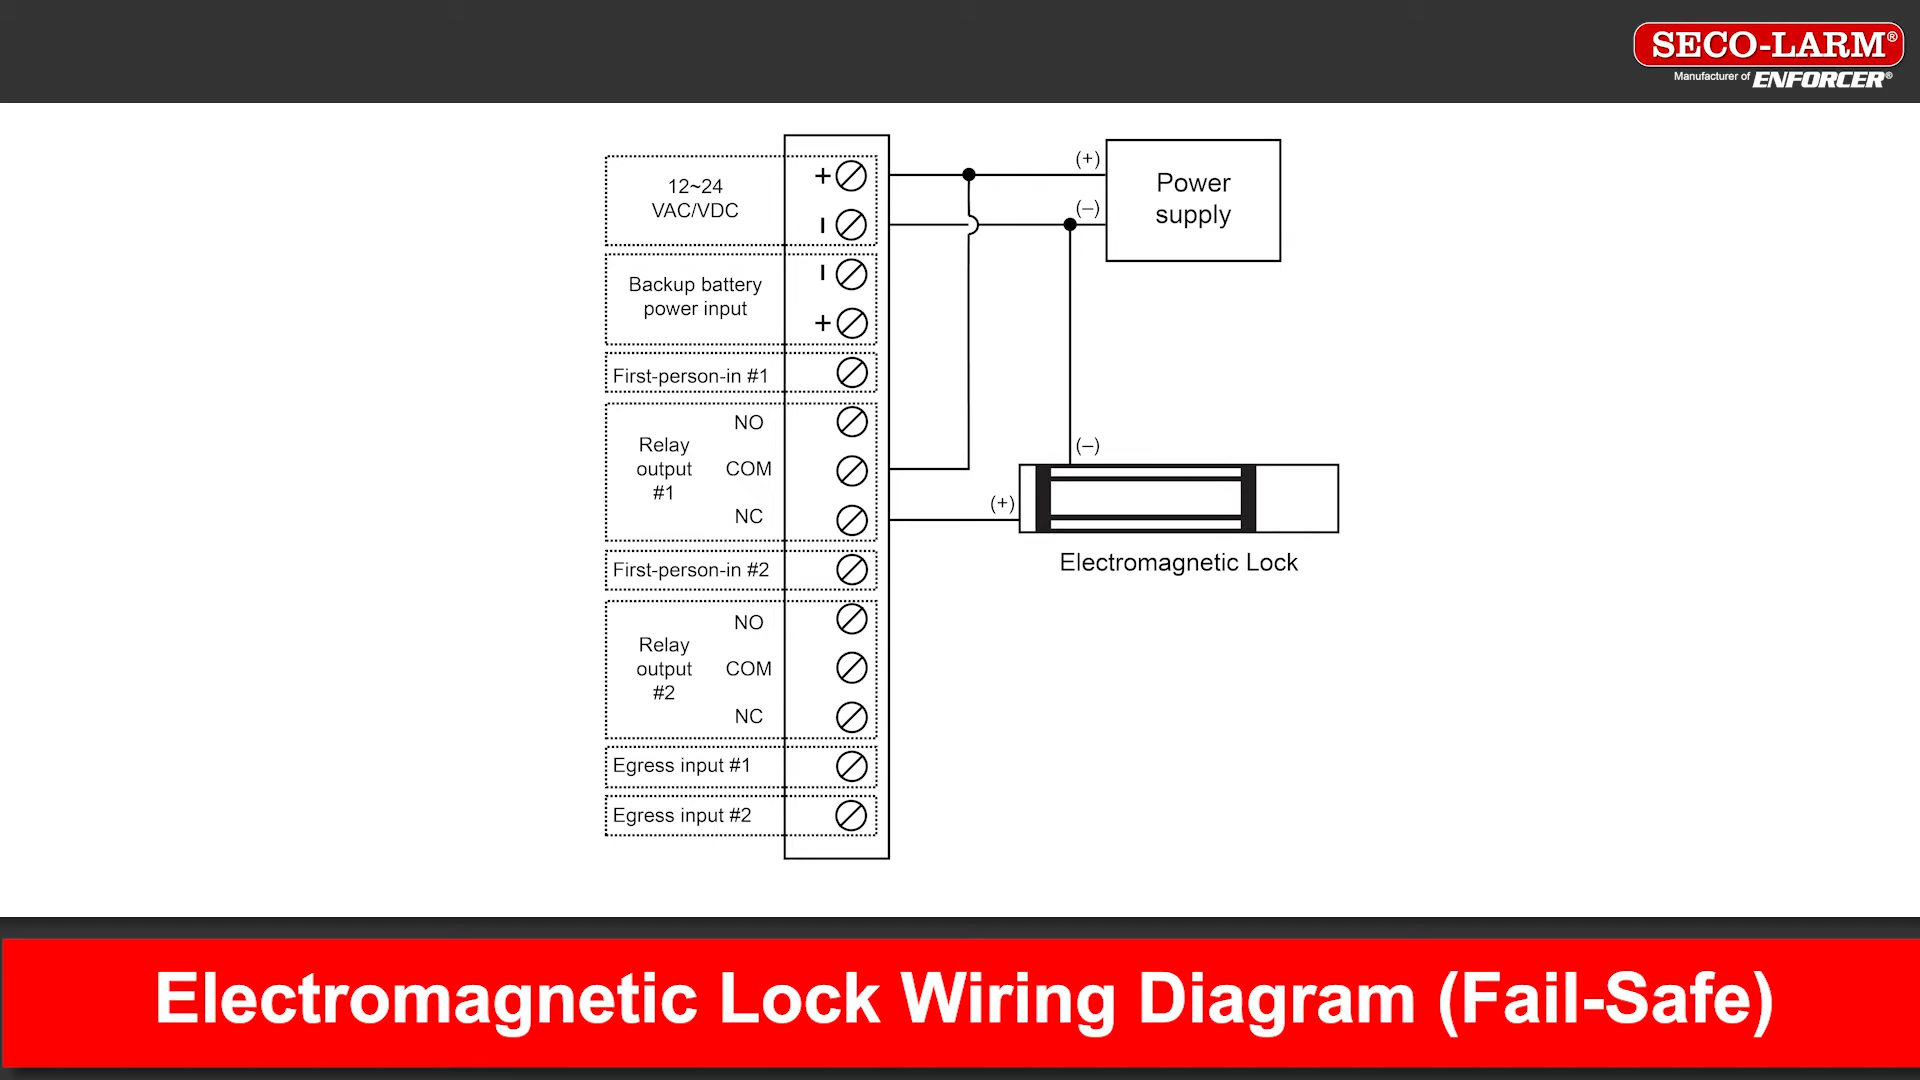 SECO-LARM®
Manufacturer of ENFORCER®
12~24
VAC/VDC
+
–
Backup battery
power input
–
+
First-person-in #1
Relay
output
#1
NO
COM
NC
First-person-in #2
Relay
output
#2
NO
COM
NC
Egress input #1
Egress input #2
(+)
(–)
Power
supply
(–)
(+)
Electromagnetic Lock
Electromagnetic Lock Wiring Diagram (Fail-Safe)